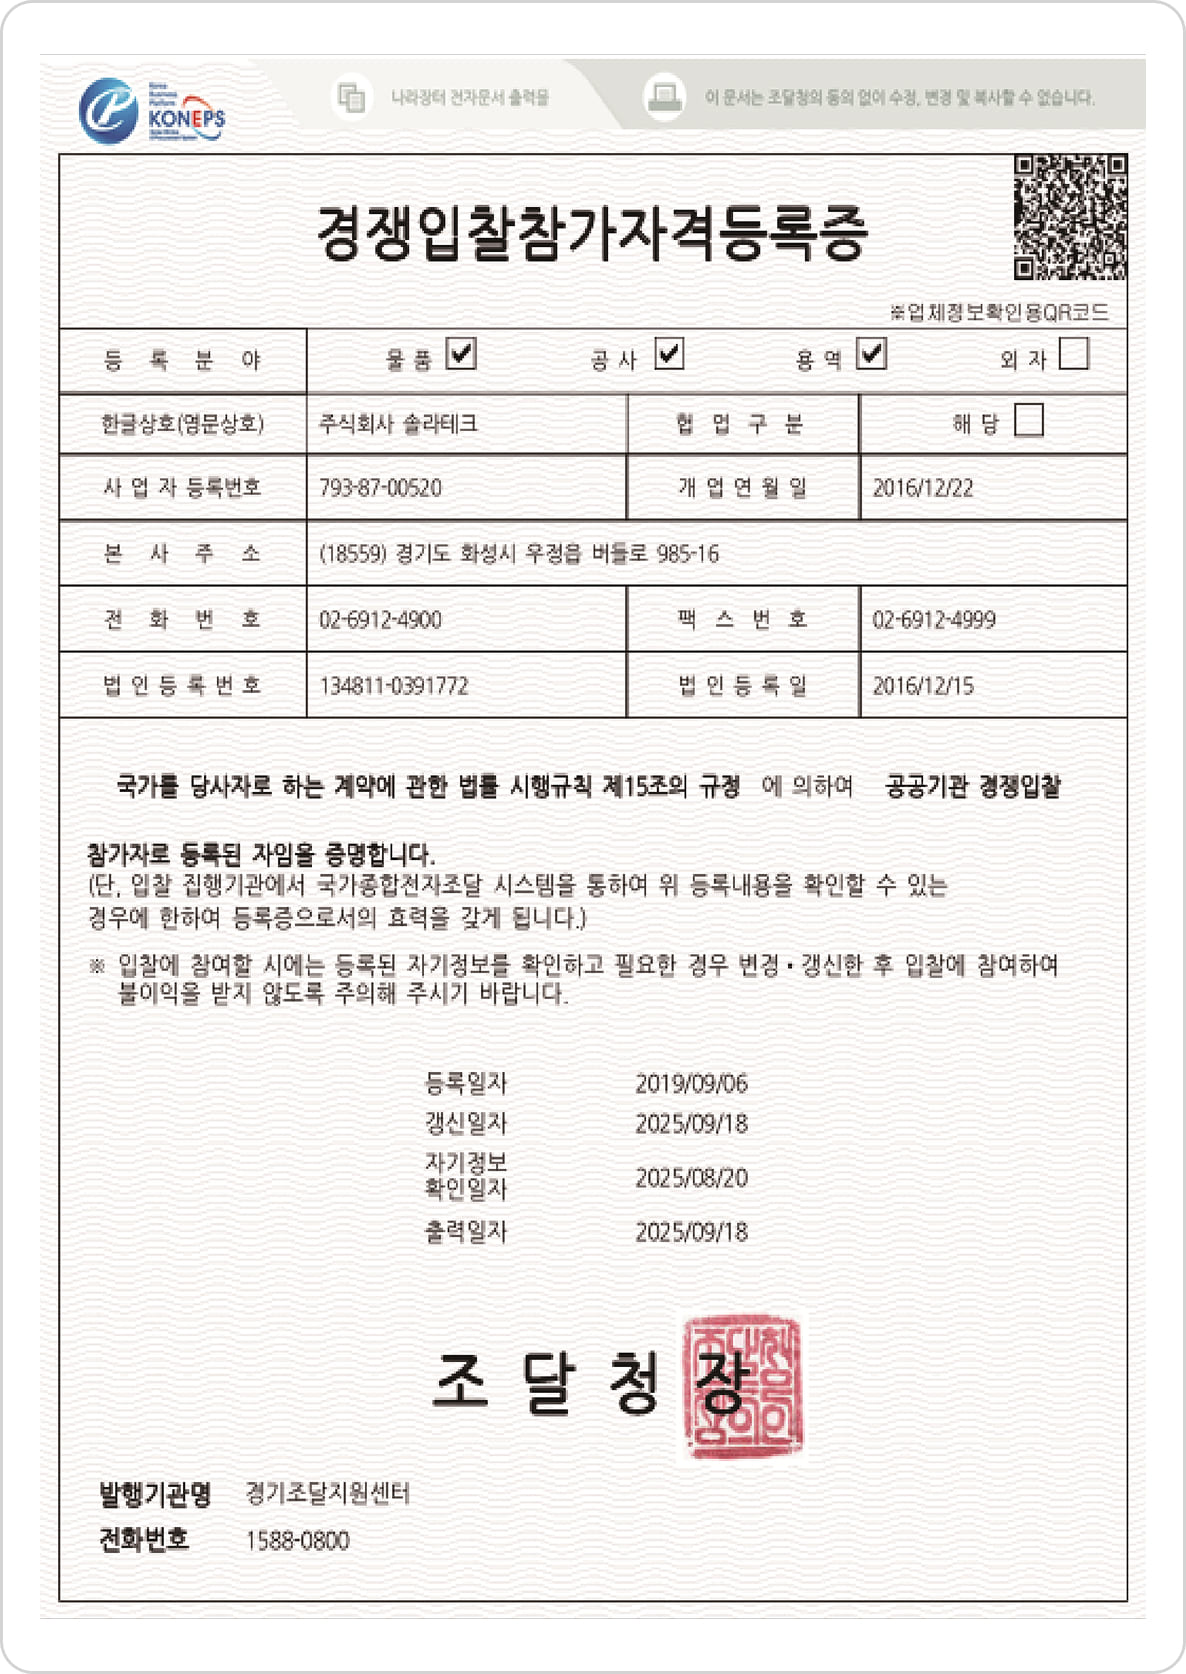 KONEPS
나라장터 전자문서 출력물
이 문서는 조달청의 동의 없이 수정, 변경 및 복사할 수 없습니다.
경쟁입찰참가자격등록증
※업체정보확인용QR코드
등 록 분 야 물 품 공 사 용 역 외 자
한글상호(영문상호) 주식회사 솔라테크 협 업 구 분 해 당
사 업 자 등록번호 793-87-00520 개 업 연 월 일 2016/12/22
본 사 주 소 (18559) 경기도 화성시 우정읍 버들로 985-16
전 화 번 호 02-6912-4900 팩 스 번 호 02-6912-4999
법 인 등 록 번 호 134811-0391772 법 인 등 록 일 2016/12/15
국가를 당사자로 하는 계약에 관한 법률 시행규칙 제15조의 규정 에 의하여 공공기관 경쟁입찰
참가자로 등록된 자임을 증명합니다.
(단, 입찰 집행기관에서 국가종합전자조달 시스템을 통하여 위 등록내용을 확인할 수 있는
경우에 한하여 등록증으로서의 효력을 갖게 됩니다.)
※ 입찰에 참여할 시에는 등록된 자기정보를 확인하고 필요한 경우 변경·갱신한 후 입찰에 참여하여
불이익을 받지 않도록 주의해 주시기 바랍니다.
등록일자 2019/09/06
갱신일자 2025/09/18
자기정보
확인일자 2025/08/20
출력일자 2025/09/18
조 달 청 장
발행기관명 경기조달지원센터
전화번호 1588-0800